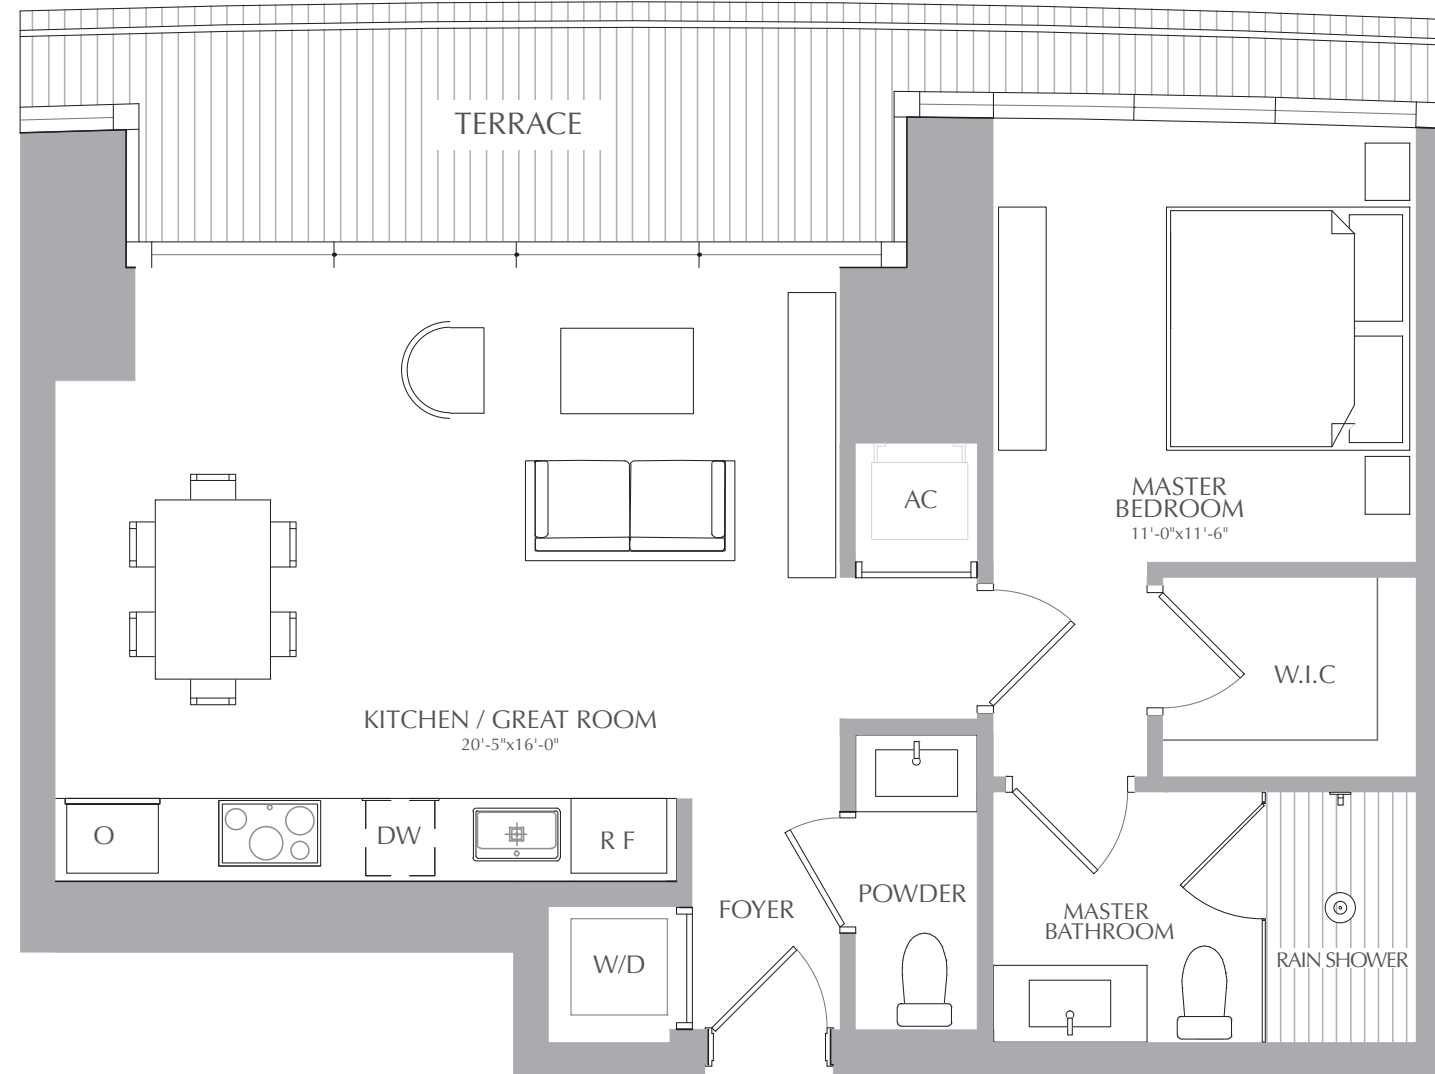 TERRACE
AC
MASTER
BEDROOM
11'-0"x11'-6"
W.I.C
KITCHEN / GREAT ROOM
20'-5"x16'-0"
O
DW
R F
FOYER
POWDER
MASTER
BATHROOM
W/D
RAIN SHOWER